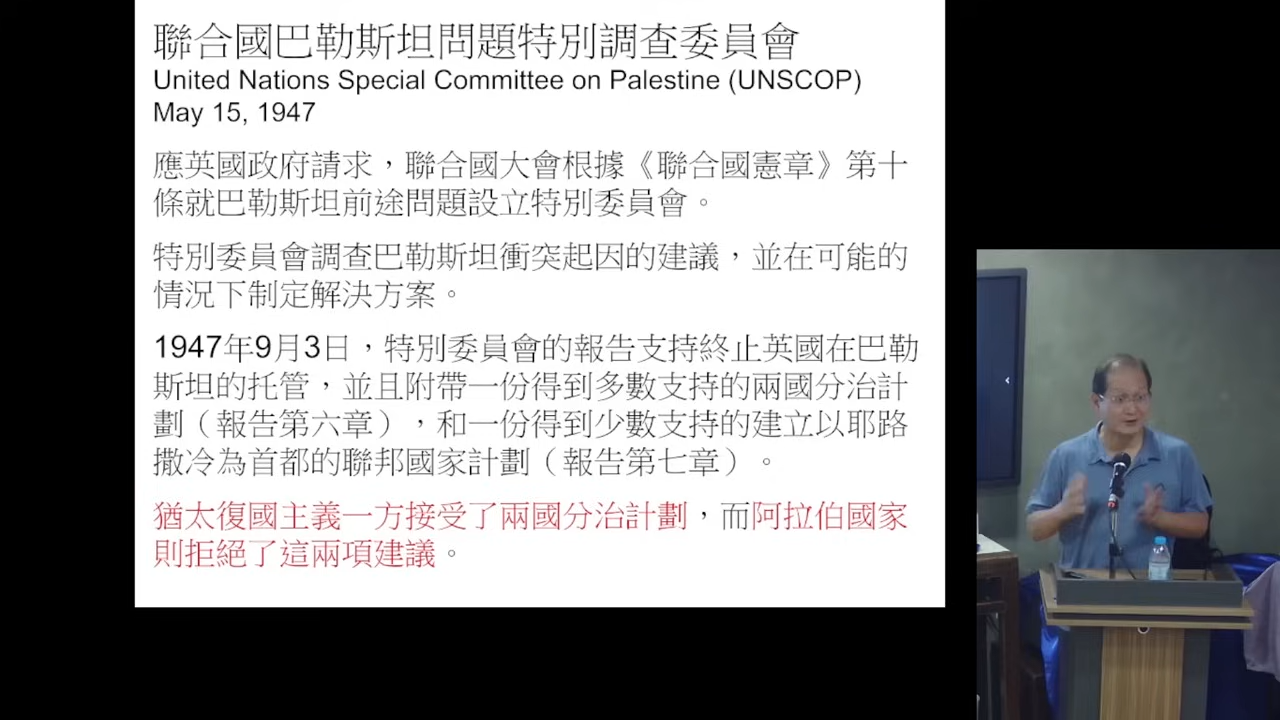 聯合國巴勒斯坦問題特別調查委員會
United Nations Special Committee on Palestine (UNSCOP)
May 15, 1947
應英國政府請求，聯合國大會根據《聯合國憲章》第十
條就巴勒斯坦前途問題設立特別委員會。
特別委員會調查巴勒斯坦衝突起因的建議，並在可能的
情況下制定解決方案。
1947年9月3日，特別委員會的報告支持終止英國在巴勒
斯坦的托管，並且附帶一份得到多數支持的兩國分治計
劃（報告第六章），和一份得到少數支持的建立以耶路
撒冷為首都的聯邦國家計劃（報告第七章）。
猶太復國主義一方接受了兩國分治計劃，而阿拉伯國家
則拒絕了這兩項建議。